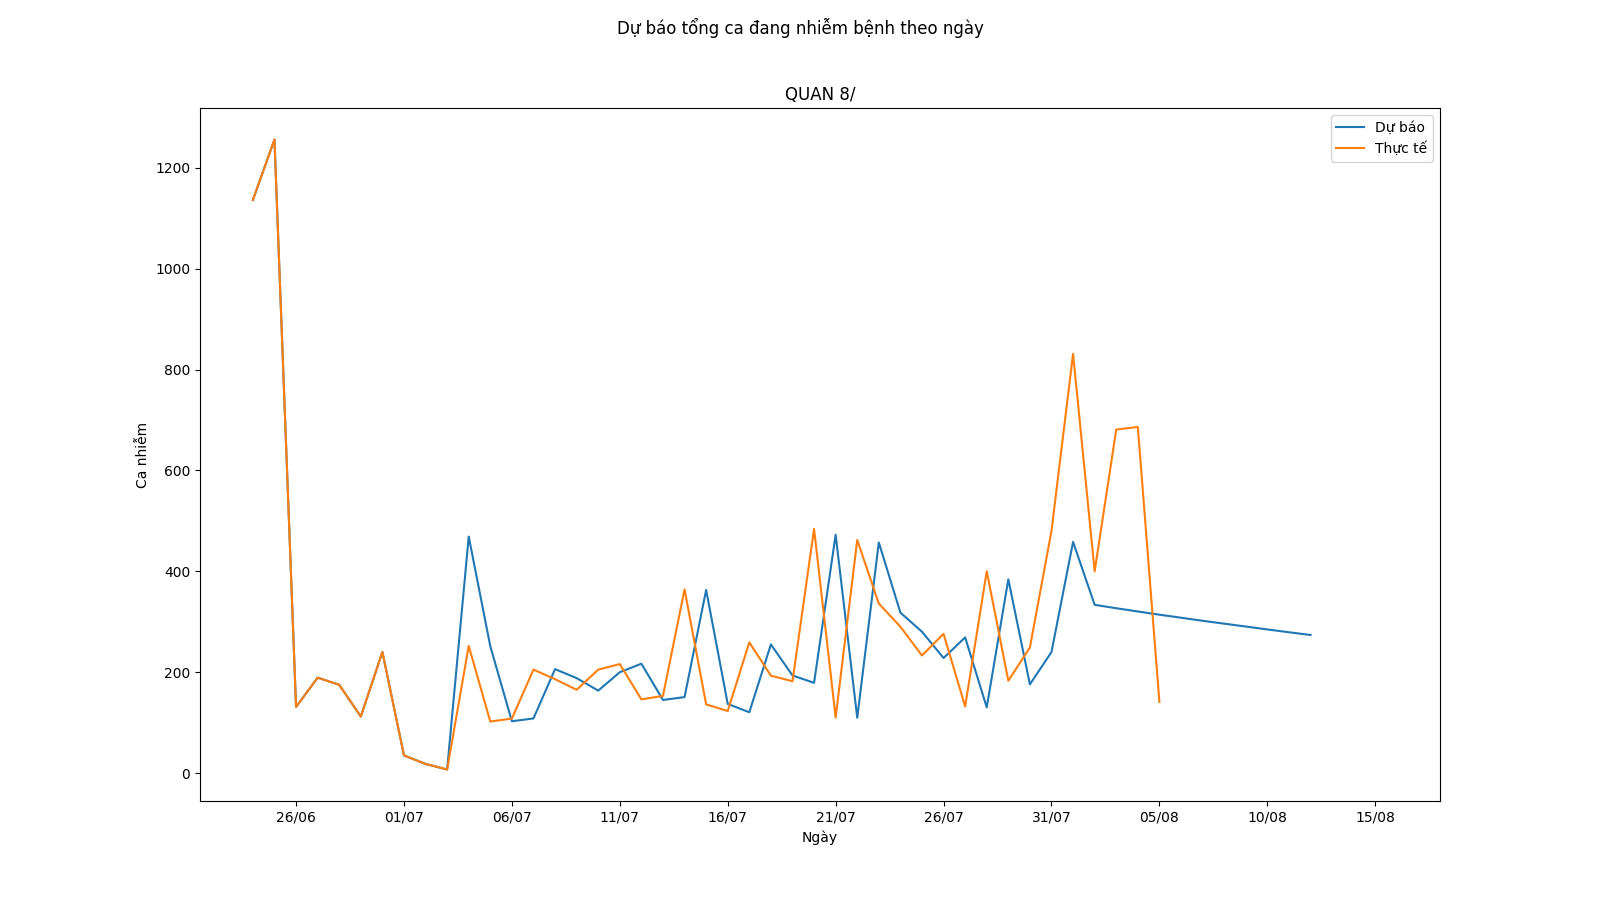 Dự báo tổng ca đang nhiễm bệnh theo ngày
QUAN 8/
Dự báo
Thực tế
1200
1000
800
600
400
200
0
Ca nhiễm
26/06 01/07 06/07 11/07 16/07 21/07 26/07 31/07 05/08 10/08 15/08
Ngày